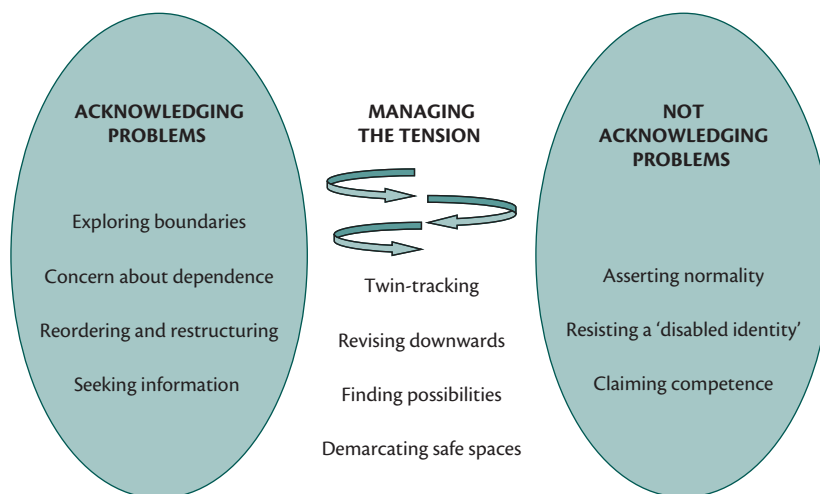 ACKNOWLEDGING
PROBLEMS
Exploring boundaries
Concern about dependence
Reordering and restructuring
Seeking information
MANAGING
THE TENSION
Twin-tracking
Revising downwards
Finding possibilities
Demarcating safe spaces
NOT
ACKNOWLEDGING
PROBLEMS
Asserting normality
Resisting a ‘disabled identity’
Claiming competence